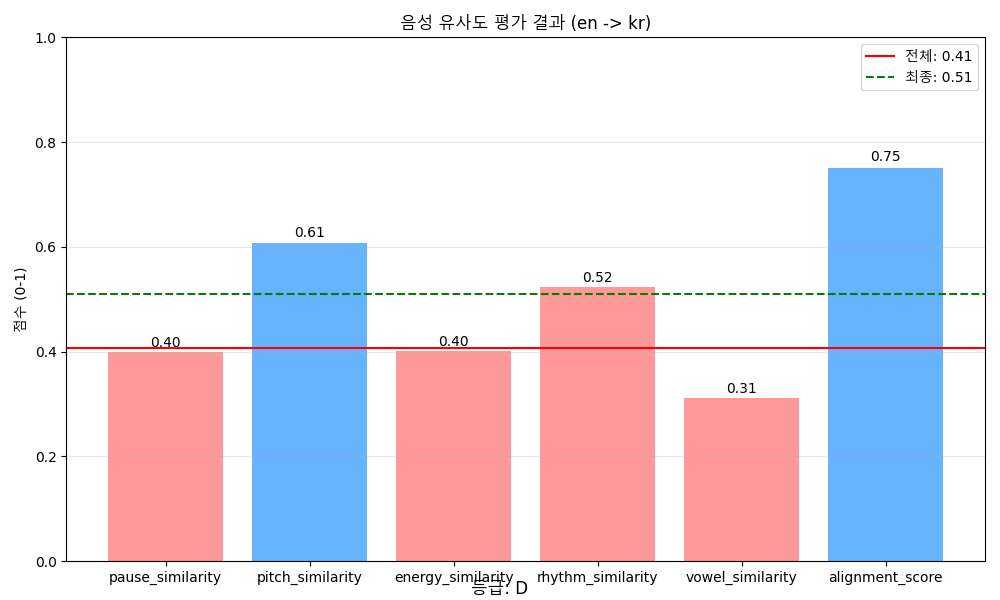 음성 유사도 평가 결과 (en -> kr)
전체: 0.41
최종: 0.51
점수 (0-1)
1.0
0.8
0.6
0.4
0.2
0.0
0.40
0.61
0.40
0.52
0.31
0.75
pause_similarity
pitch_similarity
energy_similarity
rhythm_similarity
vowel_similarity
alignment_score
등급: D